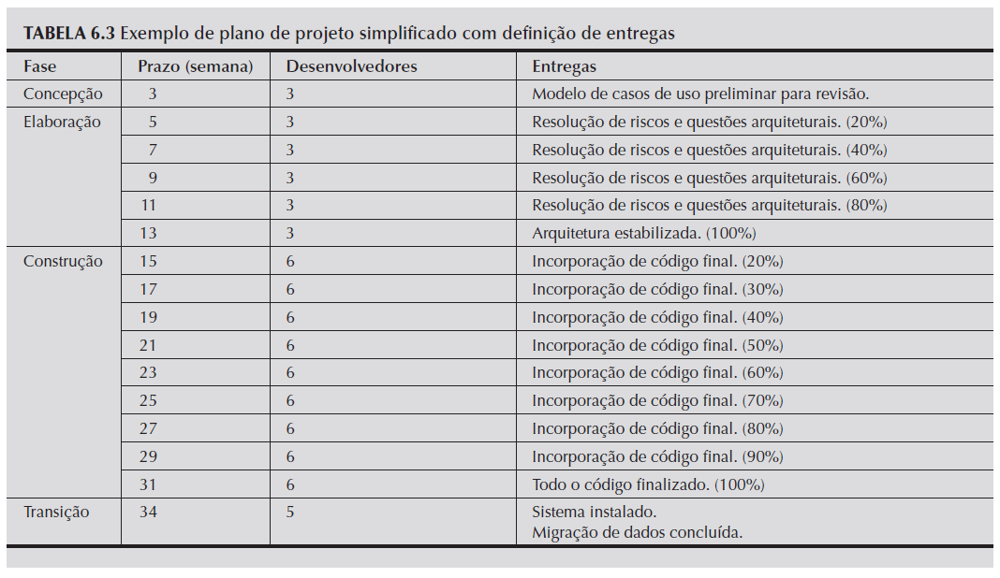 TABELA 6.3 Exemplo de plano de projeto simplificado com definição de entregas
Fase Prazo (semana) Desenvolvedores Entregas
Concepção 3 3 Modelo de casos de uso preliminar para revisão.
Elaboração 5 3 Resolução de riscos e questões arquiteturais. (20%)
7 3 Resolução de riscos e questões arquiteturais. (40%)
9 3 Resolução de riscos e questões arquiteturais. (60%)
11 3 Resolução de riscos e questões arquiteturais. (80%)
13 3 Arquitetura estabilizada. (100%)
Construção 15 6 Incorporação de código final. (20%)
17 6 Incorporação de código final. (30%)
19 6 Incorporação de código final. (40%)
21 6 Incorporação de código final. (50%)
23 6 Incorporação de código final. (60%)
25 6 Incorporação de código final. (70%)
27 6 Incorporação de código final. (80%)
29 6 Incorporação de código final. (90%)
31 6 Todo o código finalizado. (100%)
Transição 34 5 Sistema instalado.
Migração de dados concluída.